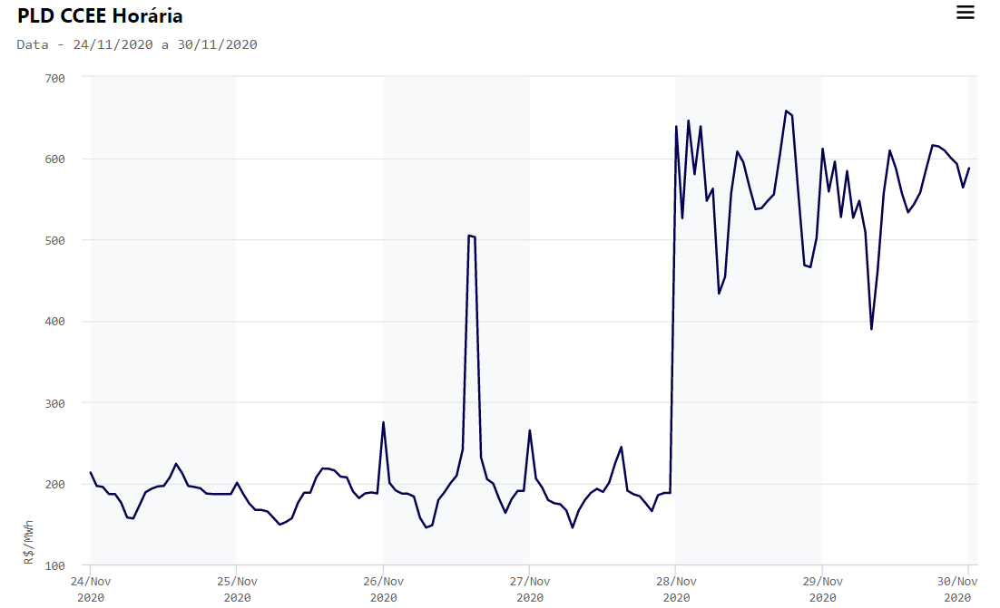 PLD CCEE Horária
Data - 24/11/2020 a 30/11/2020
700
600
500
400
300
200
100
R$/MWh
24/Nov
2020
25/Nov
2020
26/Nov
2020
27/Nov
2020
28/Nov
2020
29/Nov
2020
30/Nov
2020